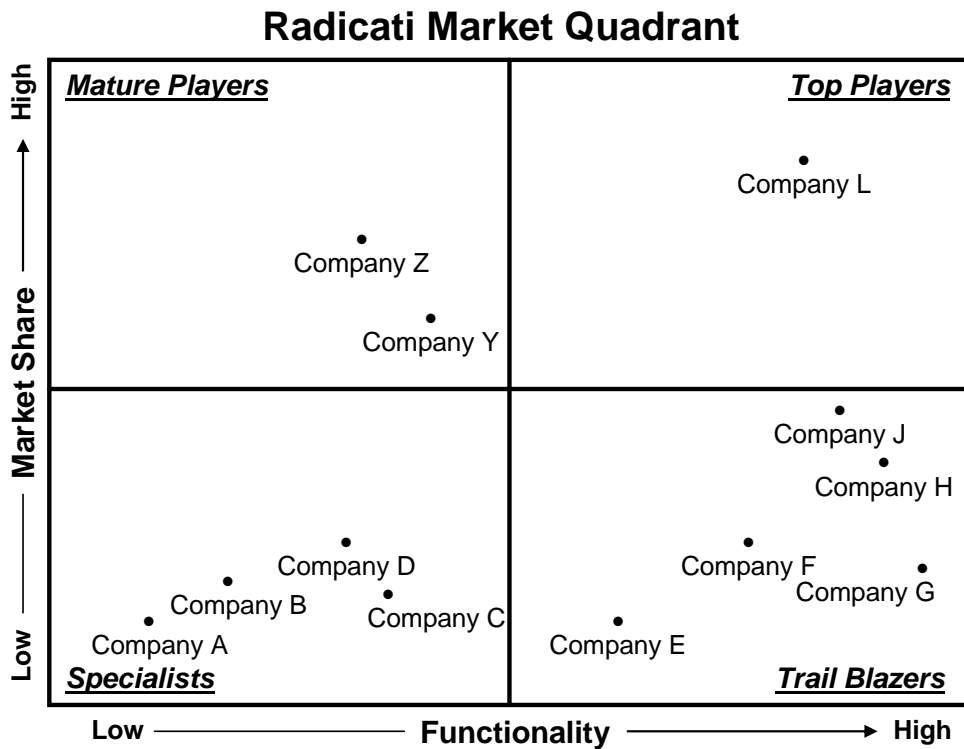 Radicati Market Quadrant
High
Mature Players
Top Players
Company L
Company Z
Company Y
Market Share
Company J
Company H
Company D
Company F
Company B
Company C
Company G
Company A
Company E
Low
Specialists
Trail Blazers
Low
Functionality
High